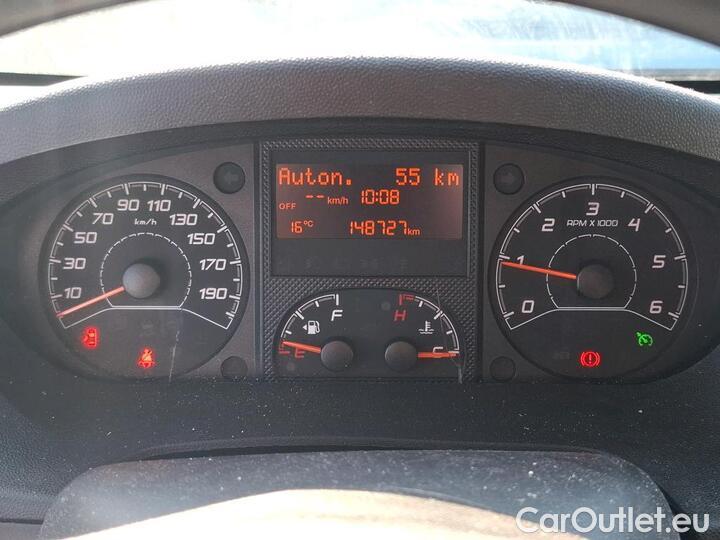 Auton. 55 km
OFF --km/h 10:08
16°C 148727km
10 30 50 70 90 110 130 150 170 190
km/h
F
E
H
C
0 1 2 3 4 5 6
RPM X1000
CarOutlet.eu